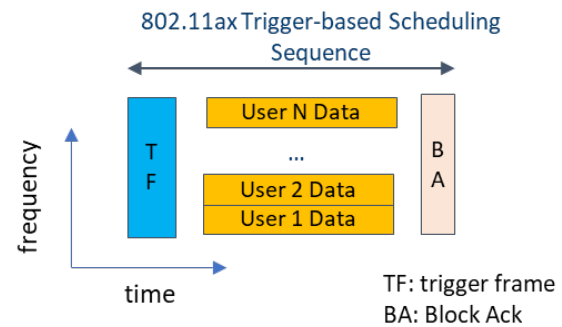 802.11ax Trigger-based Scheduling
Sequence
T
F
User N Data
...
User 2 Data
User 1 Data
B
A
frequency
time
TF: trigger frame
BA: Block Ack